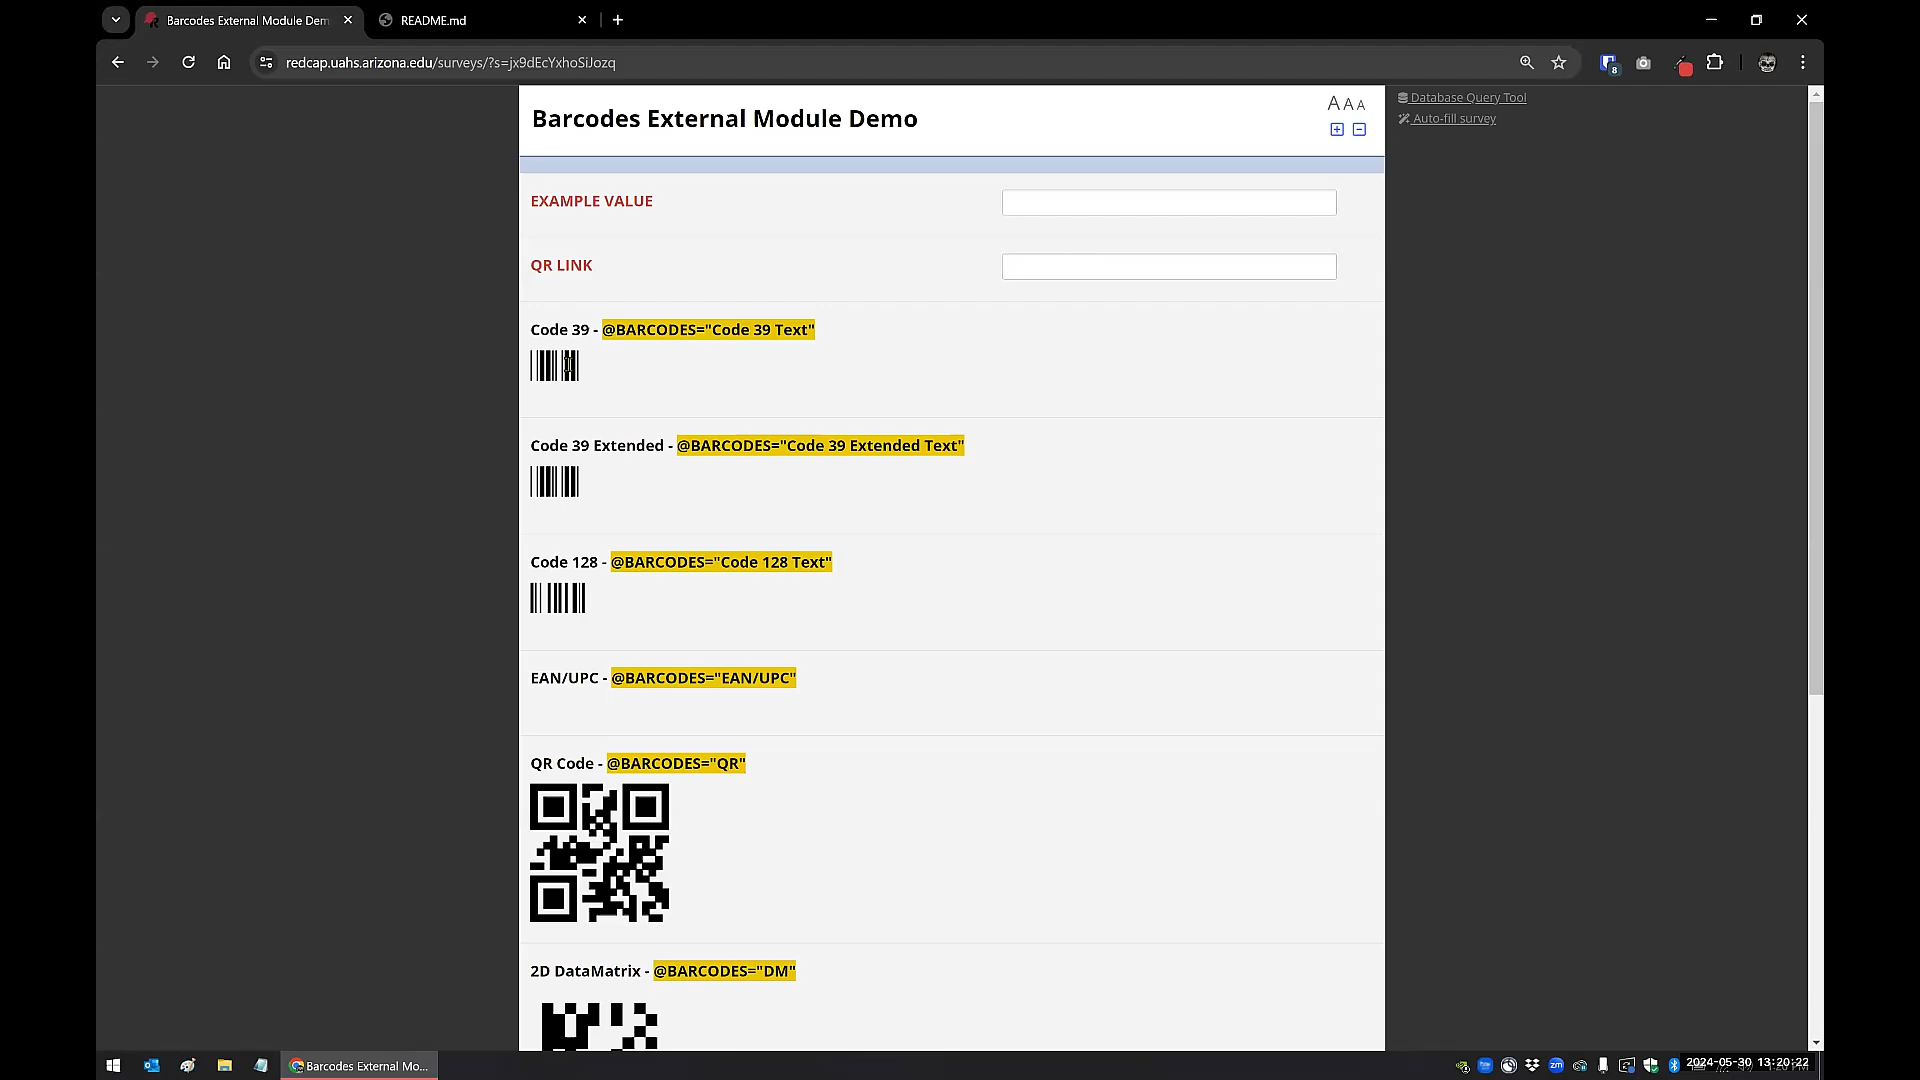 Barcodes External Module Dem
README.md
redcap.uahs.arizona.edu/surveys/?s=jx9dEcYxhoSiJozq
8
Barcodes External Module Demo
A A A
Database Query Tool
Auto-fill survey
EXAMPLE VALUE
QR LINK
Code 39 - @BARCODES="Code 39 Text"
Code 39 Extended - @BARCODES="Code 39 Extended Text"
Code 128 - @BARCODES="Code 128 Text"
EAN/UPC - @BARCODES="EAN/UPC"
QR Code - @BARCODES="QR"
2D DataMatrix - @BARCODES="DM"
Barcodes External Mo...
zm
2024-05-30 13:20:22